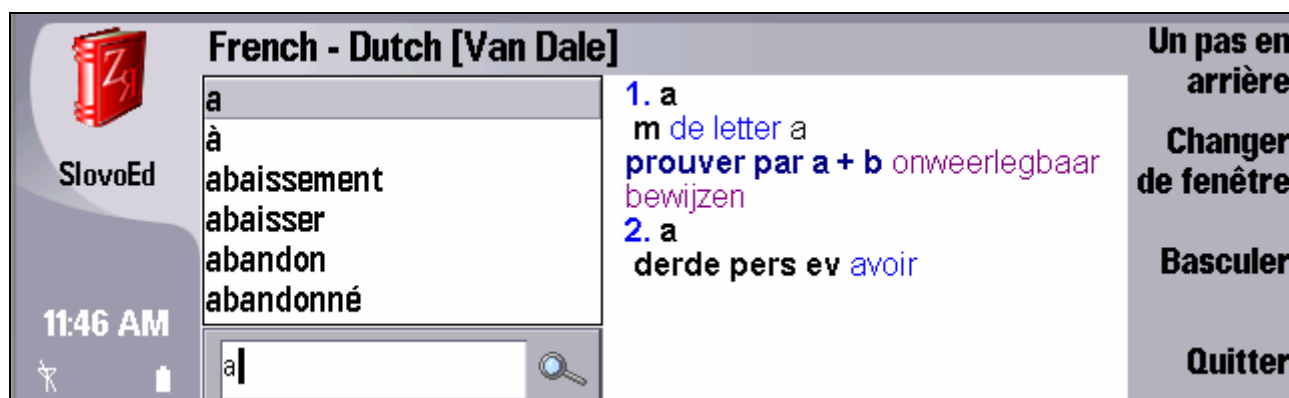 French - Dutch [Van Dale]
SlovoEd
11:46 AM
a
à
abaissement
abaisser
abandon
abandonné
a
1. a
m de letter a
prouver par a + b onweerlegbaar
bewijzen
2. a
derde pers ev avoir
Un pas en
arrière
Changer
de fenêtre
Basculer
Quitter